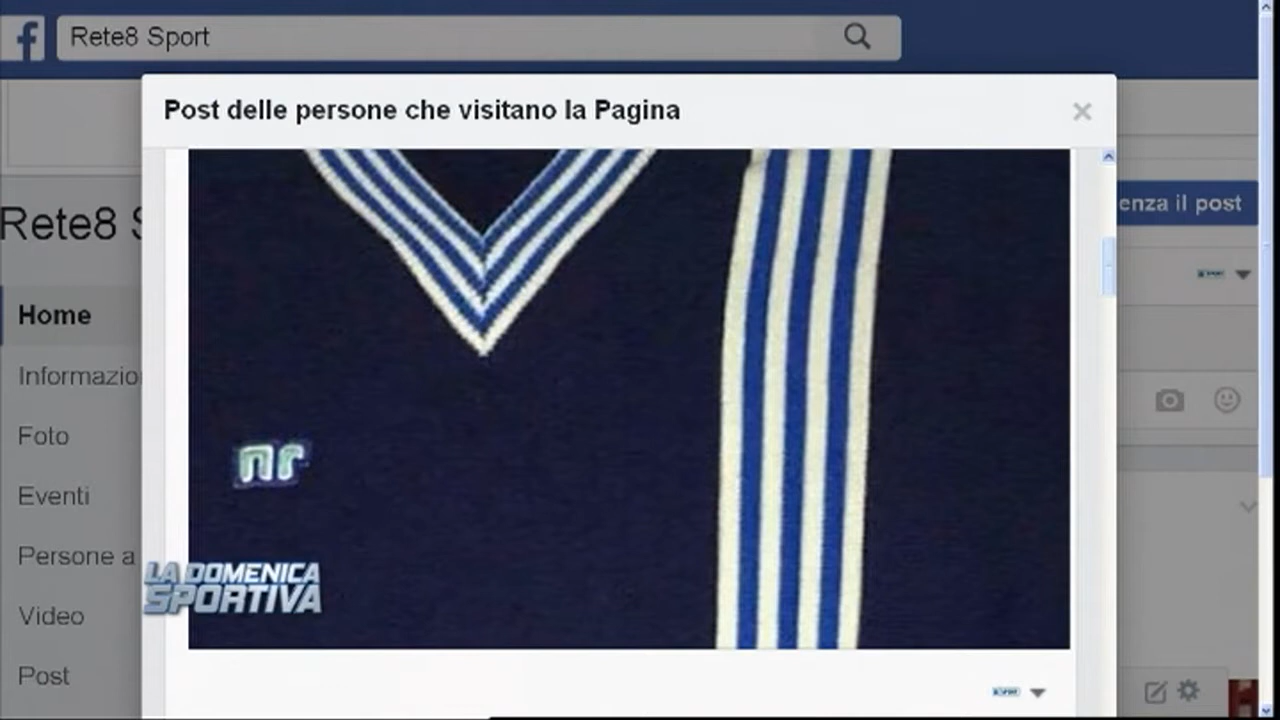 f
Rete8 Sport
Post delle persone che visitano la Pagina
enza il post
Rete8 S
Home
Informazio
Foto
Eventi
Persone a
Video
Post
nr
LA DOMENICA
SPORTIVA